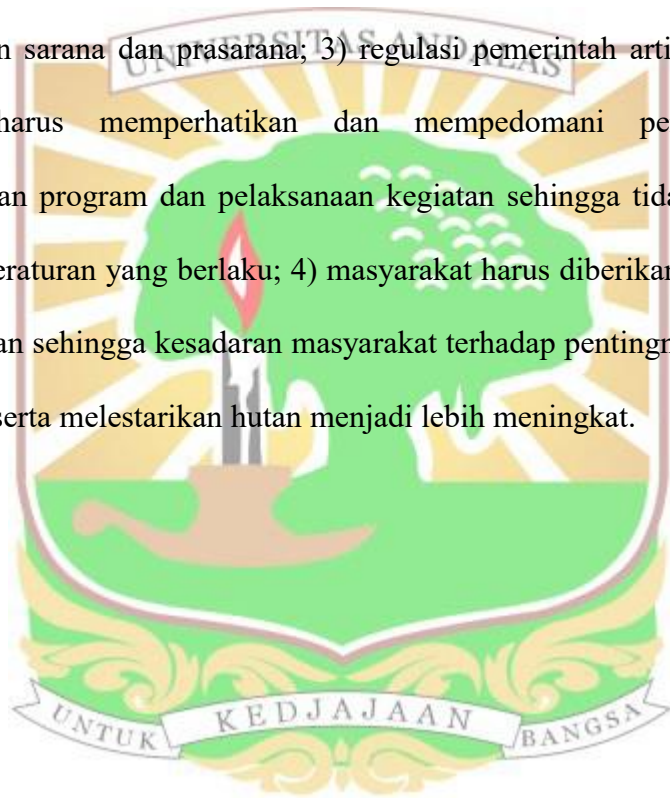 n sarana dan prasarana; 3) regulasi pemerintah arti
UNIVERSITAS ANDALAS
harus memperhatikan dan mempedomani pe
an program dan pelaksanaan kegiatan sehingga tida
eraturan yang berlaku; 4) masyarakat harus diberikan
an sehingga kesadaran masyarakat terhadap pentingn
serta melestarikan hutan menjadi lebih meningkat.
UNTUK KEDJAJAAN BANGSA